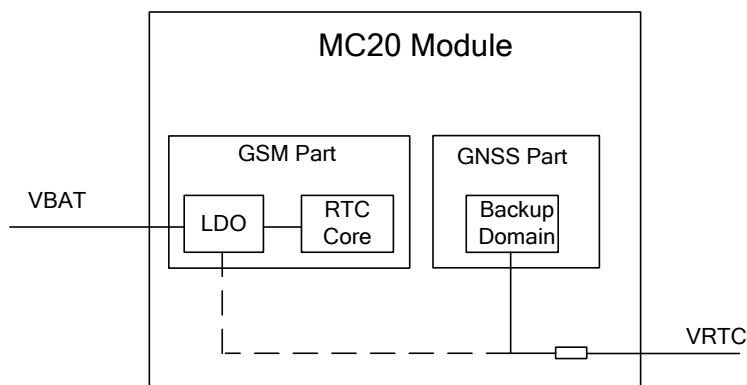 MC20 Module
GSM Part
GNSS Part
VBAT
LDO
RTC
Core
Backup
Domain
VRTC